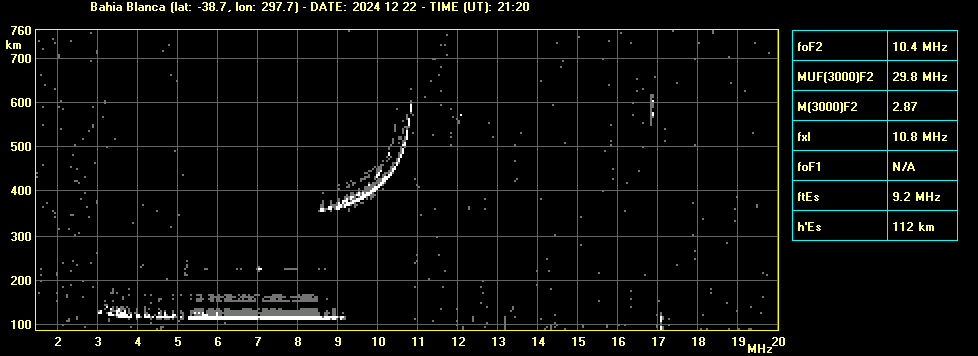 Bahia Blanca (lat: -38.7, lon: 297.7) - DATE: 2024 12 22 - TIME (UT): 21:20
760
km
700
600
500
400
300
200
100
2 3 4 5 6 7 8 9 10 11 12 13 14 15 16 17 18 19 20
MHz
foF2 10.4 MHz
MUF(3000)F2 29.8 MHz
M(3000)F2 2.87
fxI 10.8 MHz
foF1 N/A
ftEs 9.2 MHz
h'Es 112 km